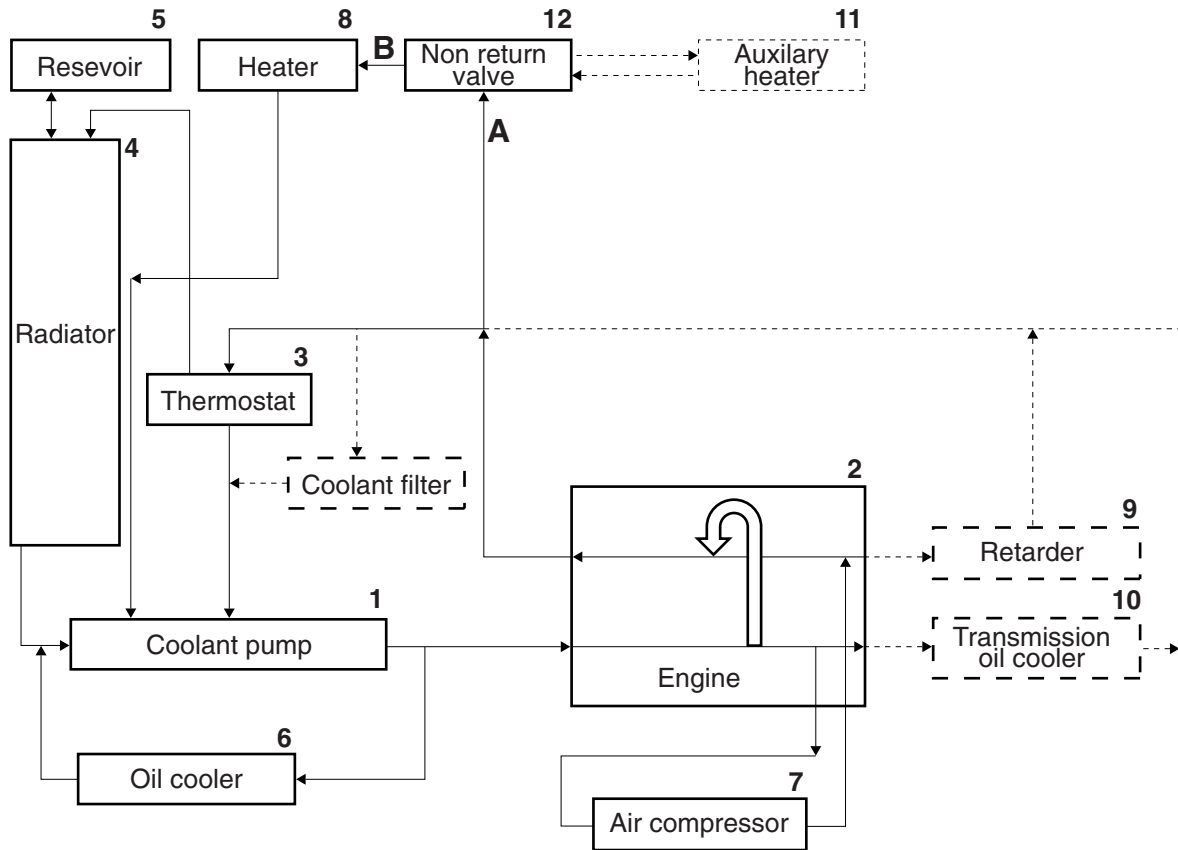 5
8
12
11
Resevoir
Heater
B
Non return
valve
Auxilary
heater
A
4
Radiator
3
Thermostat
Coolant filter
2
9
Retarder
1
10
Coolant pump
Transmission
oil cooler
Engine
6
Oil cooler
7
Air compressor